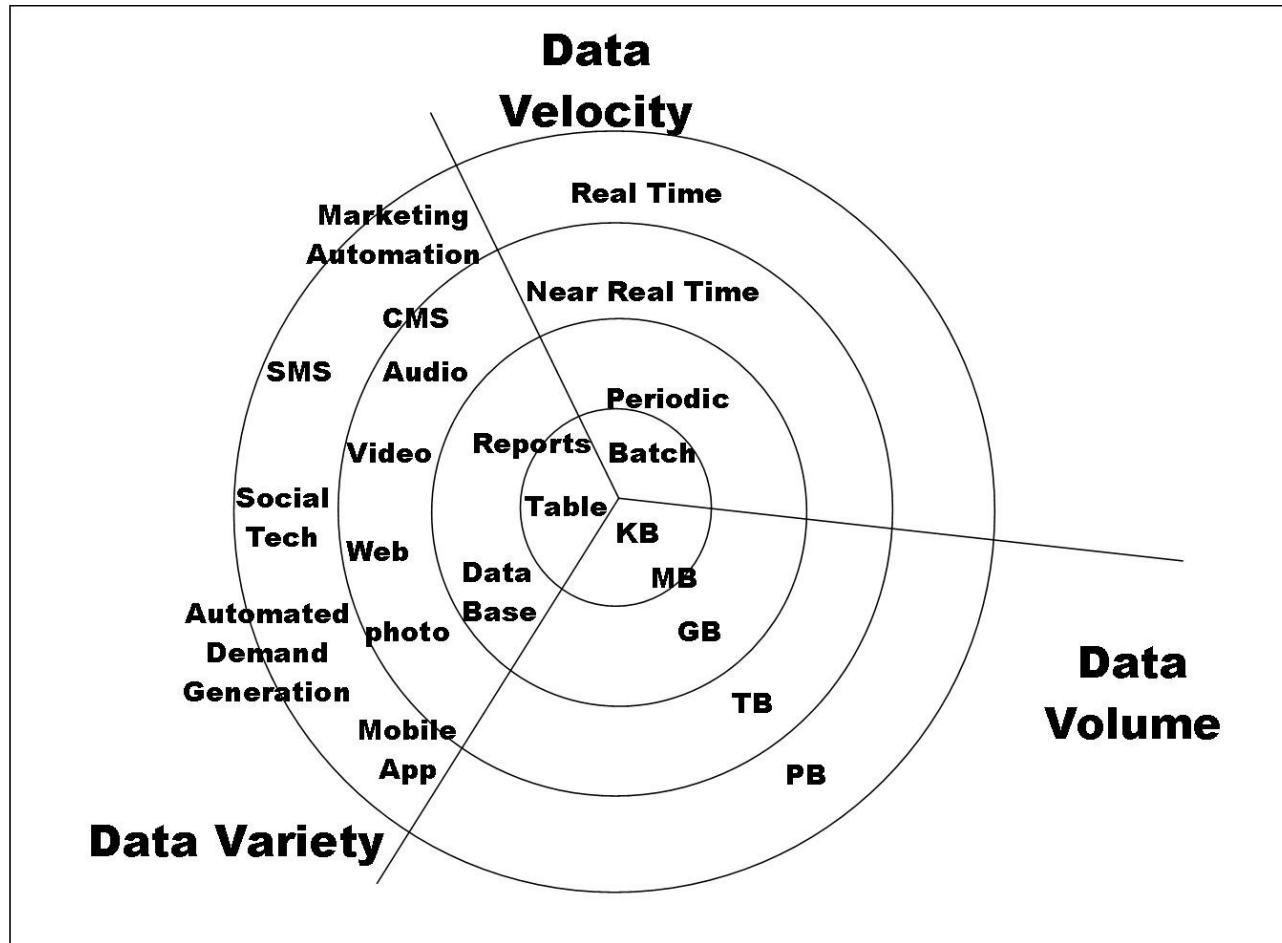 Data
Velocity
Real Time
Marketing
Automation
Near Real Time
CMS
SMS
Audio
Periodic
Reports
Batch
Video
Social
Tech
Table
KB
Web
Data
Base
MB
Automated
Demand
Generation
photo
GB
Data
Volume
TB
Mobile
App
PB
Data Variety